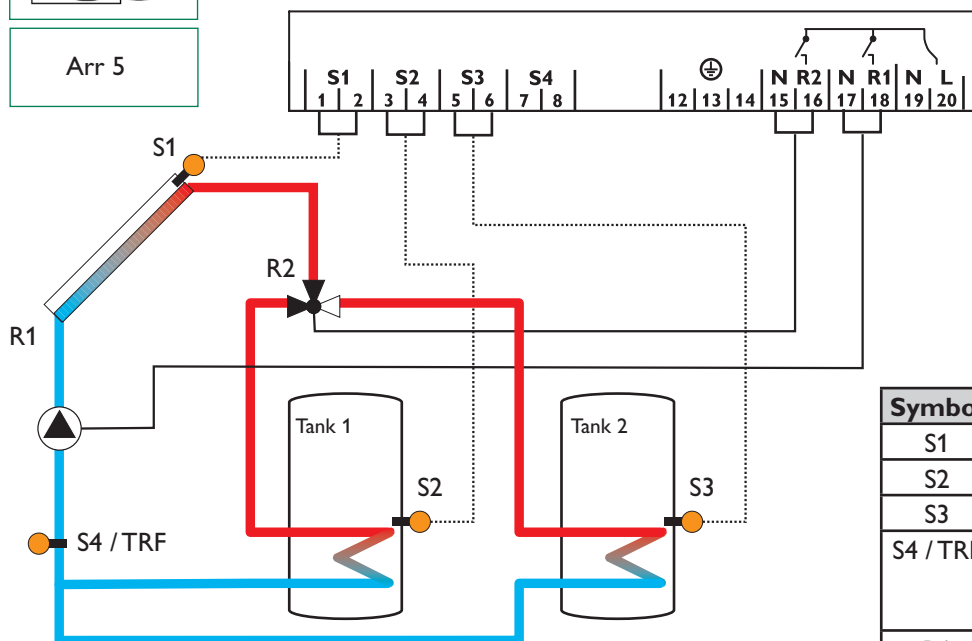 Arr 5
S1 S2 S3 S4 N R2 N R1 N L
1 2 3 4 5 6 7 8 12 13 14 15 16 17 18 19 20
S1
R2
R1
Tank 1
Tank 2
S2
S3
S4 / TRF
Symbo
S1
S2
S3
S4 / TRF